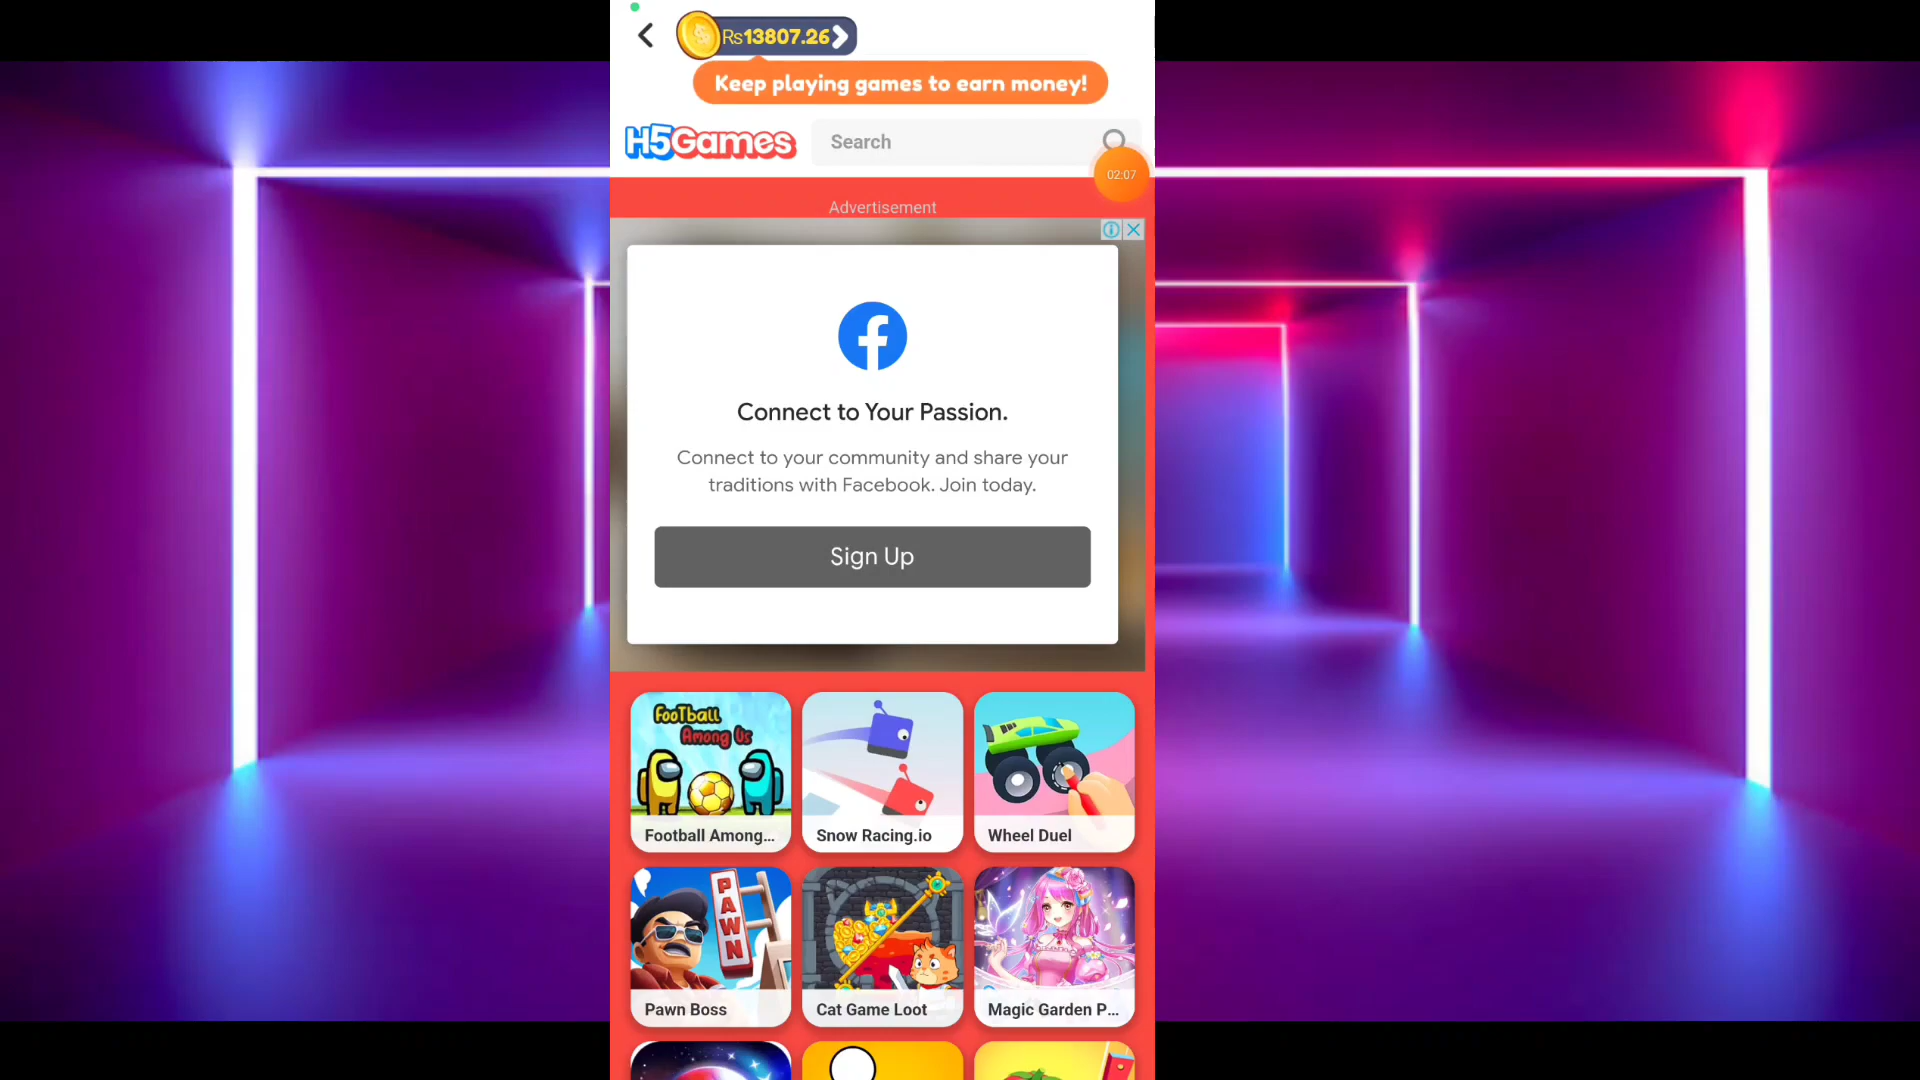 Rs13807.26
Keep playing games to earn money!
H5Games
Search
02:07
Advertisement
Connect to Your Passion.
Connect to your community and share your
traditions with Facebook. Join today.
Sign Up
FooTball
Among Us
Football Among...
Snow Racing.io
Wheel Duel
PAWN
Pawn Boss
Cat Game Loot
Magic Garden P...